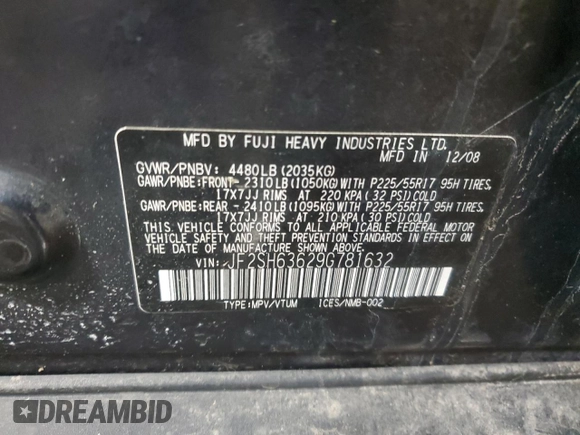 MFD BY FUJI HEAVY INDUSTRIES LTD.
MFD IN 12/08
GVWR/PNBV: 4480LB(2035KG)
GAWR/PNBE:FRONT-2310LB(1050KG)WITH P225/55R17 95H TIRES,
17X7JJ RIMS AT 220 KPA(32 PSI)COLD
GAWR/PNBE:REAR -2410LB(1095KG)WITH P225/55R17 95H TIRES,
17X7JJ RIMS AT 210 KPA(30 PSI)COLD
THIS VEHICLE CONFORMS TO ALL APPLICABLE FEDERAL MOTOR
VEHICLE SAFETY STANDARDS IN EFFECT ON THE
DATE OF MANUFACTURE SHOWN ABOVE
VIN: JF2SH63629G781632
TYPE:MPV/VTUM ICES/NMB-002
DREAMBID